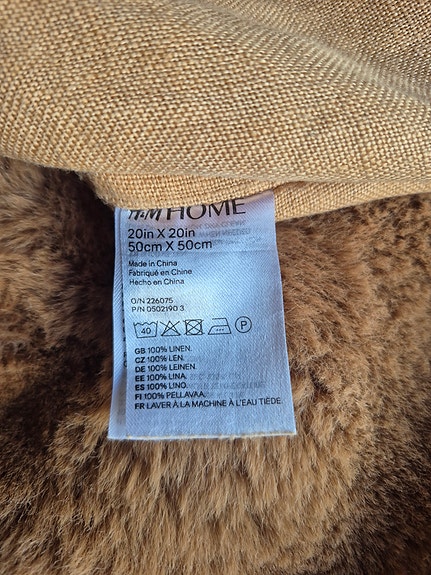 H&M HOME
20in X 20in
50cm X 50cm
Made in China
Fabriqué en Chine
Hecho en China
O/N 226075
P/N 0502190 3
40 P
GB 100% LINEN.
CZ 100% LEN.
DE 100% LEINEN
EE 100% LINA.
ES 100% LINO.
FI 100% PELLAVAA.
FR LAVER À LA MACHINE À L'EAU TIÈDE.